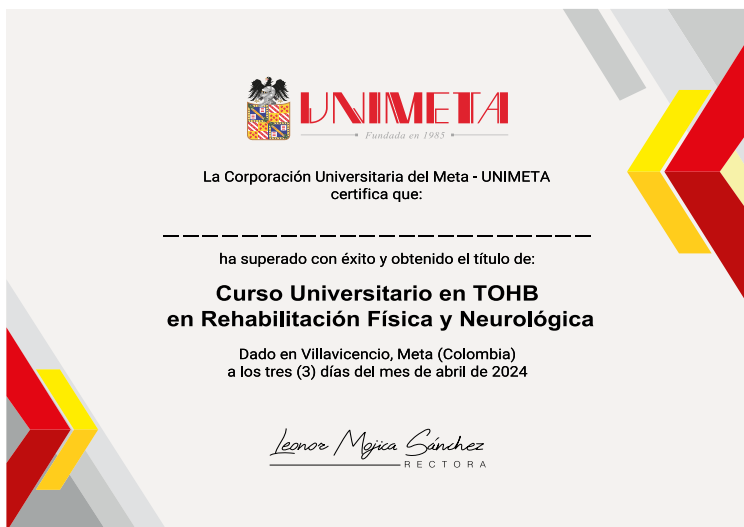 UNIMETA
Fundada en 1985
La Corporación Universitaria del Meta - UNIMETA
certifica que:
ha superado con éxito y obtenido el título de:
Curso Universitario en TOHB
en Rehabilitación Física y Neurológica
Dado en Villavicencio, Meta (Colombia)
a los tres (3) días del mes de abril de 2024
Leonor Mojica Sánchez
RECTORA